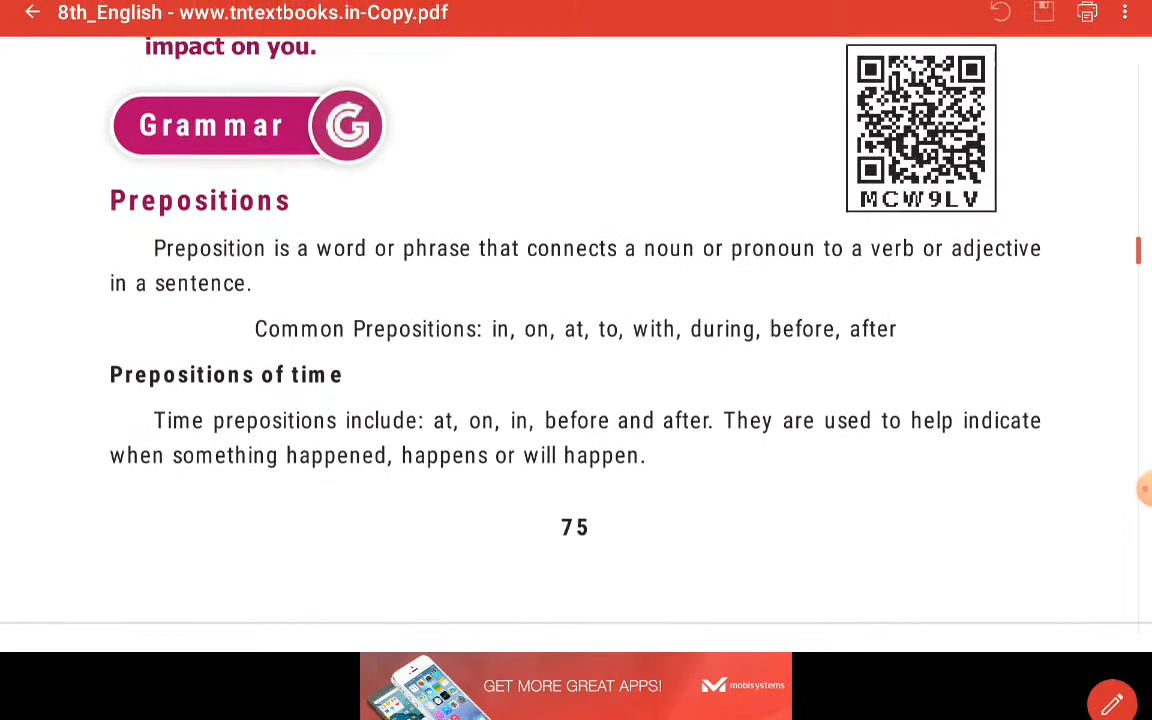 8th_English - www.tntextbooks.in-Copy.pdf
impact on you.
Grammar G
MCW9LV
Prepositions
Preposition is a word or phrase that connects a noun or pronoun to a verb or adjective
in a sentence.
Common Prepositions: in, on, at, to, with, during, before, after
Prepositions of time
Time prepositions include: at, on, in, before and after. They are used to help indicate
when something happened, happens or will happen.
75
GET MORE GREAT APPS! mobisystems